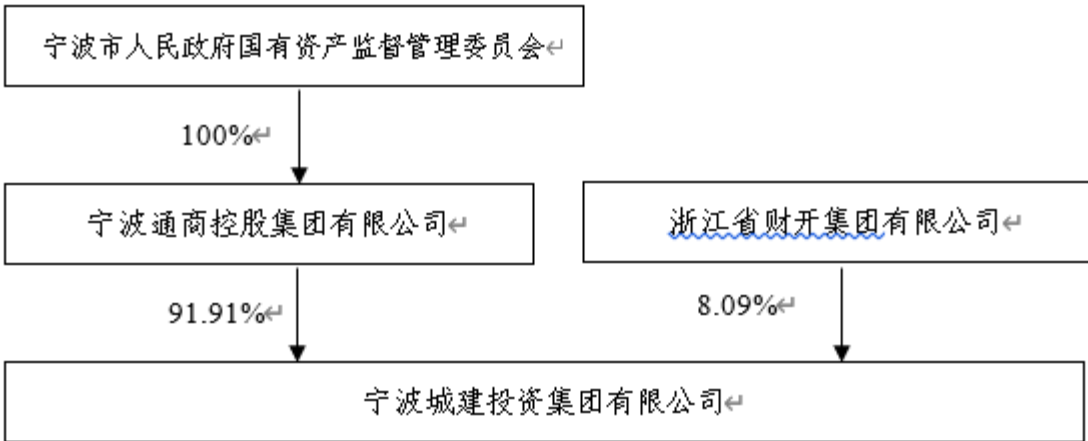 宁波市人民政府国有资产监督管理委员会↵
100%↵
宁波通商控股集团有限公司↵
浙江省财开集团有限公司↵
91.91%↵
8.09%↵
宁波城建投资集团有限公司↵